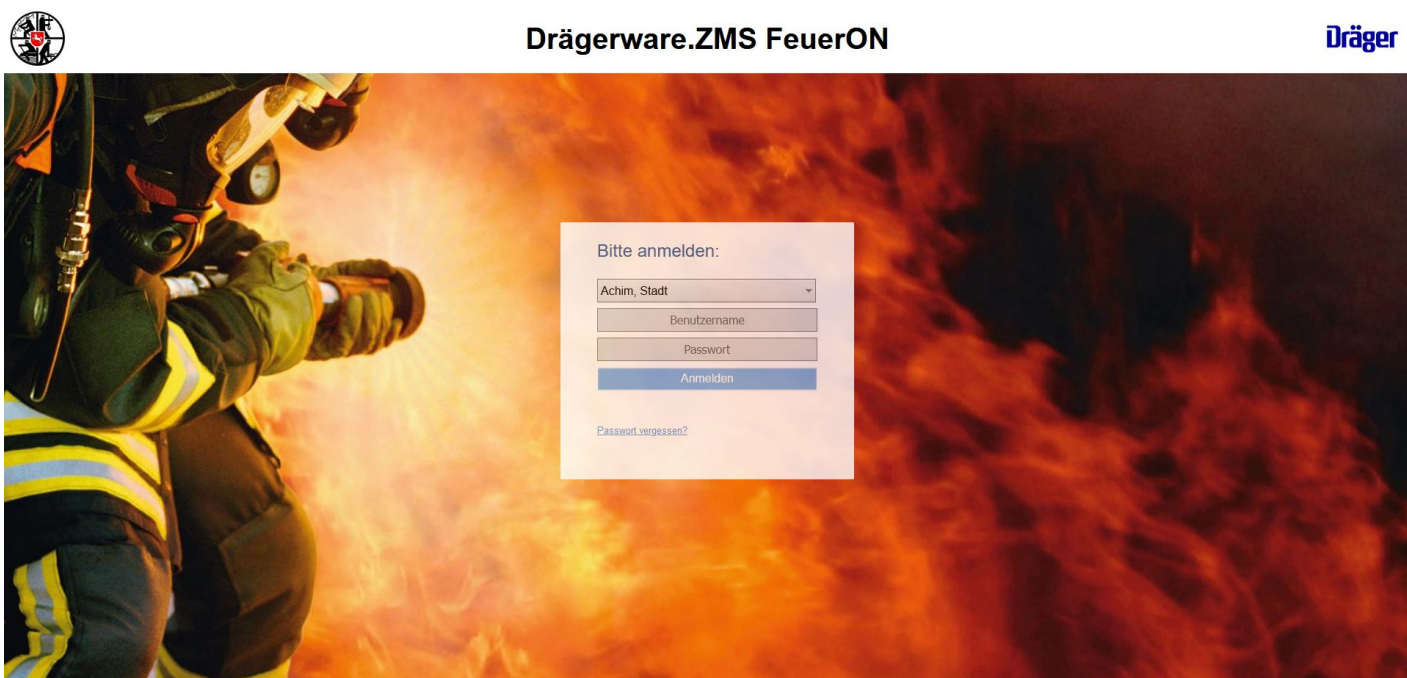 Drägerware.ZMS FeuerON
Dräger
Bitte anmelden:
Achim, Stadt
Benutzername
Passwort
Anmelden
Passwort vergessen?